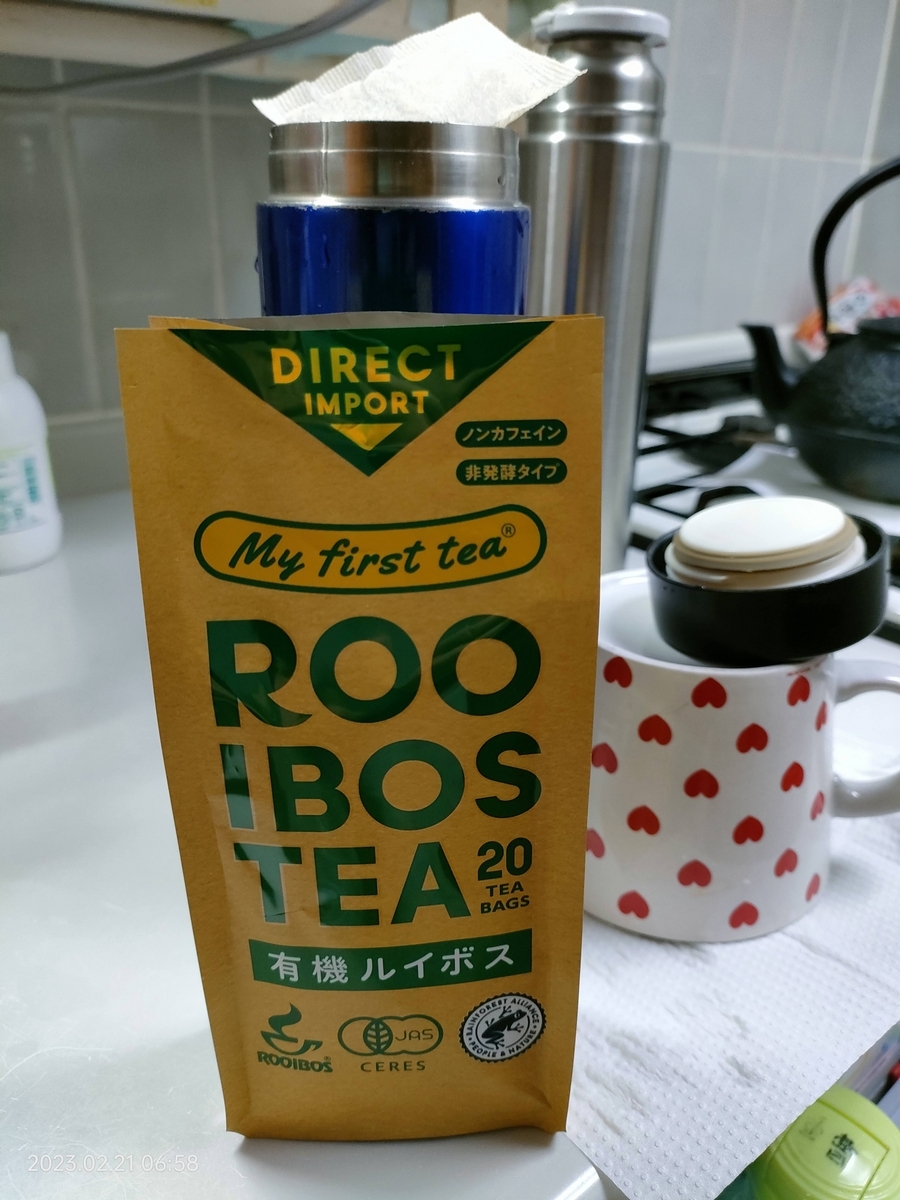 DIRECT
IMPORT
ノンカフェイン
非発酵タイプ
My first tea®
ROO
IBOS
TEA
20
TEA
BAGS
有機ルイボス
ROOIBOS
JAS
CERES
RAINFOREST ALLIANCE
PEOPLE & NATURE
2023.02.21 06:58